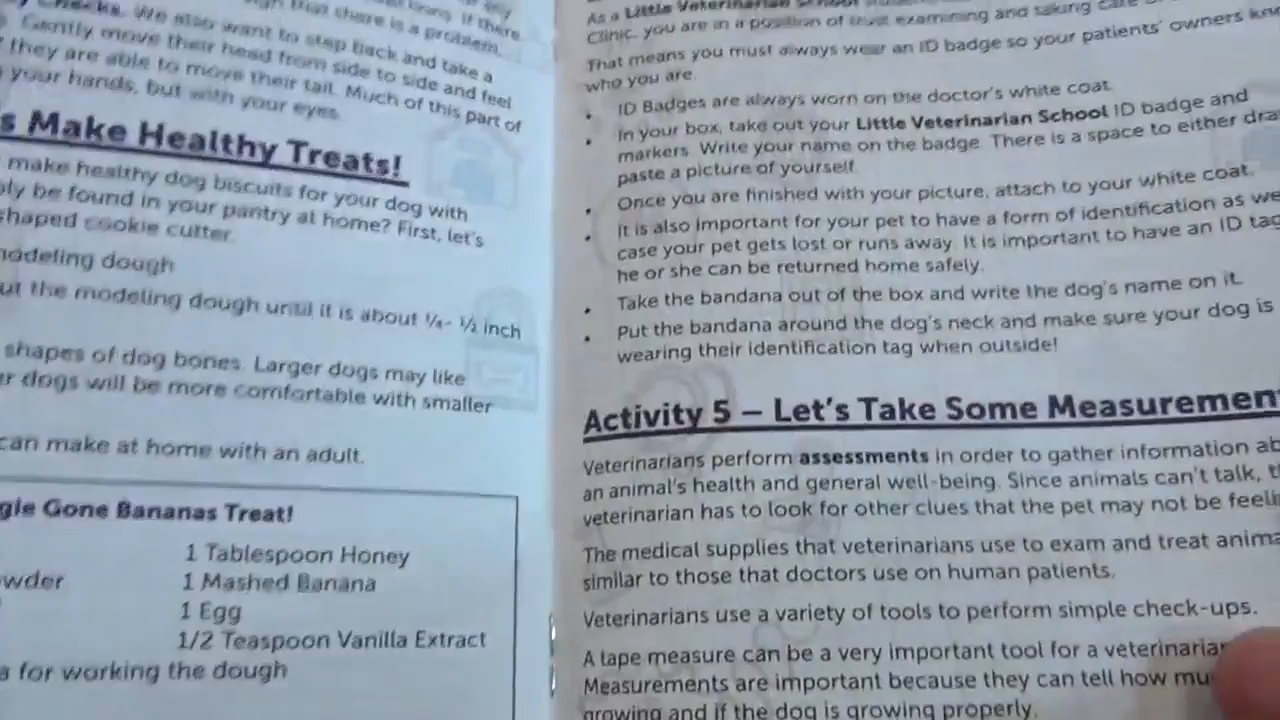 Checks. We also want to step back and take a
Gently move their head from side to side and feel
they are able to move their tail. Much of this part of
your hands, but with your eyes.
s Make Healthy Treats!
make healthy dog biscuits for your dog with
be found in your pantry at home? First, let's
shaped cookie cutter.
modeling dough
ut the modeling dough until it is about ¼- ½ inch
shapes of dog bones. Larger dogs may like
er dogs will be more comfortable with smaller
can make at home with an adult.
gie Gone Bananas Treat!
1 Tablespoon Honey
wder 1 Mashed Banana
1 Egg
1/2 Teaspoon Vanilla Extract
a for working the dough
As a Little Veterinarian School
Clinic, you are in a position of trust examining and taking care
That means you must always wear an ID badge so your patients' owners kn
who you are.
• ID Badges are always worn on the doctor's white coat.
• In your box, take out your Little Veterinarian School ID badge and
markers. Write your name on the badge. There is a space to either dra
paste a picture of yourself.
• Once you are finished with your picture, attach to your white coat.
• It is also important for your pet to have a form of identification as we
case your pet gets lost or runs away. It is important to have an ID tag
he or she can be returned home safely.
• Take the bandana out of the box and write the dog's name on it.
• Put the bandana around the dog's neck and make sure your dog is
wearing their identification tag when outside!
Activity 5 – Let's Take Some Measuremen
Veterinarians perform assessments in order to gather information ab
an animal's health and general well-being. Since animals can't talk, t
veterinarian has to look for other clues that the pet may not be feeli
The medical supplies that veterinarians use to exam and treat anima
similar to those that doctors use on human patients.
Veterinarians use a variety of tools to perform simple check-ups.
A tape measure can be a very important tool for a veterinarian
Measurements are important because they can tell how mu
growing and if the dog is growing properly.